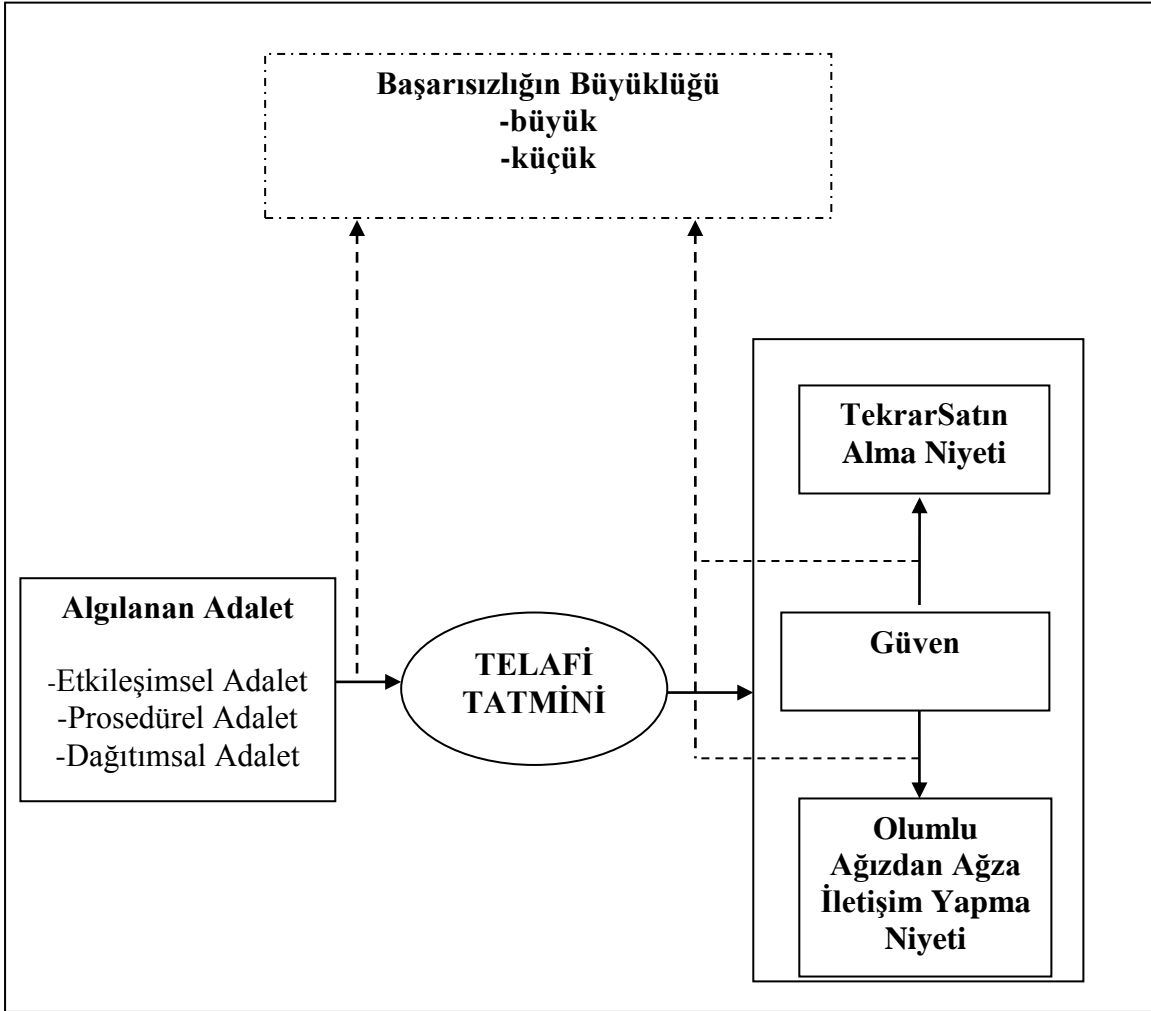 Başarısızlığın Büyüklüğü
-büyük
-küçük
TekrarSatın
Alma Niyeti
Algılanan Adalet
-Etkileşimsel Adalet
-Prosedürel Adalet
-Dağıtımsal Adalet
TELAFİ
TATMİNİ
Güven
Olumlu
Ağızdan Ağza
İletişim Yapma
Niyeti